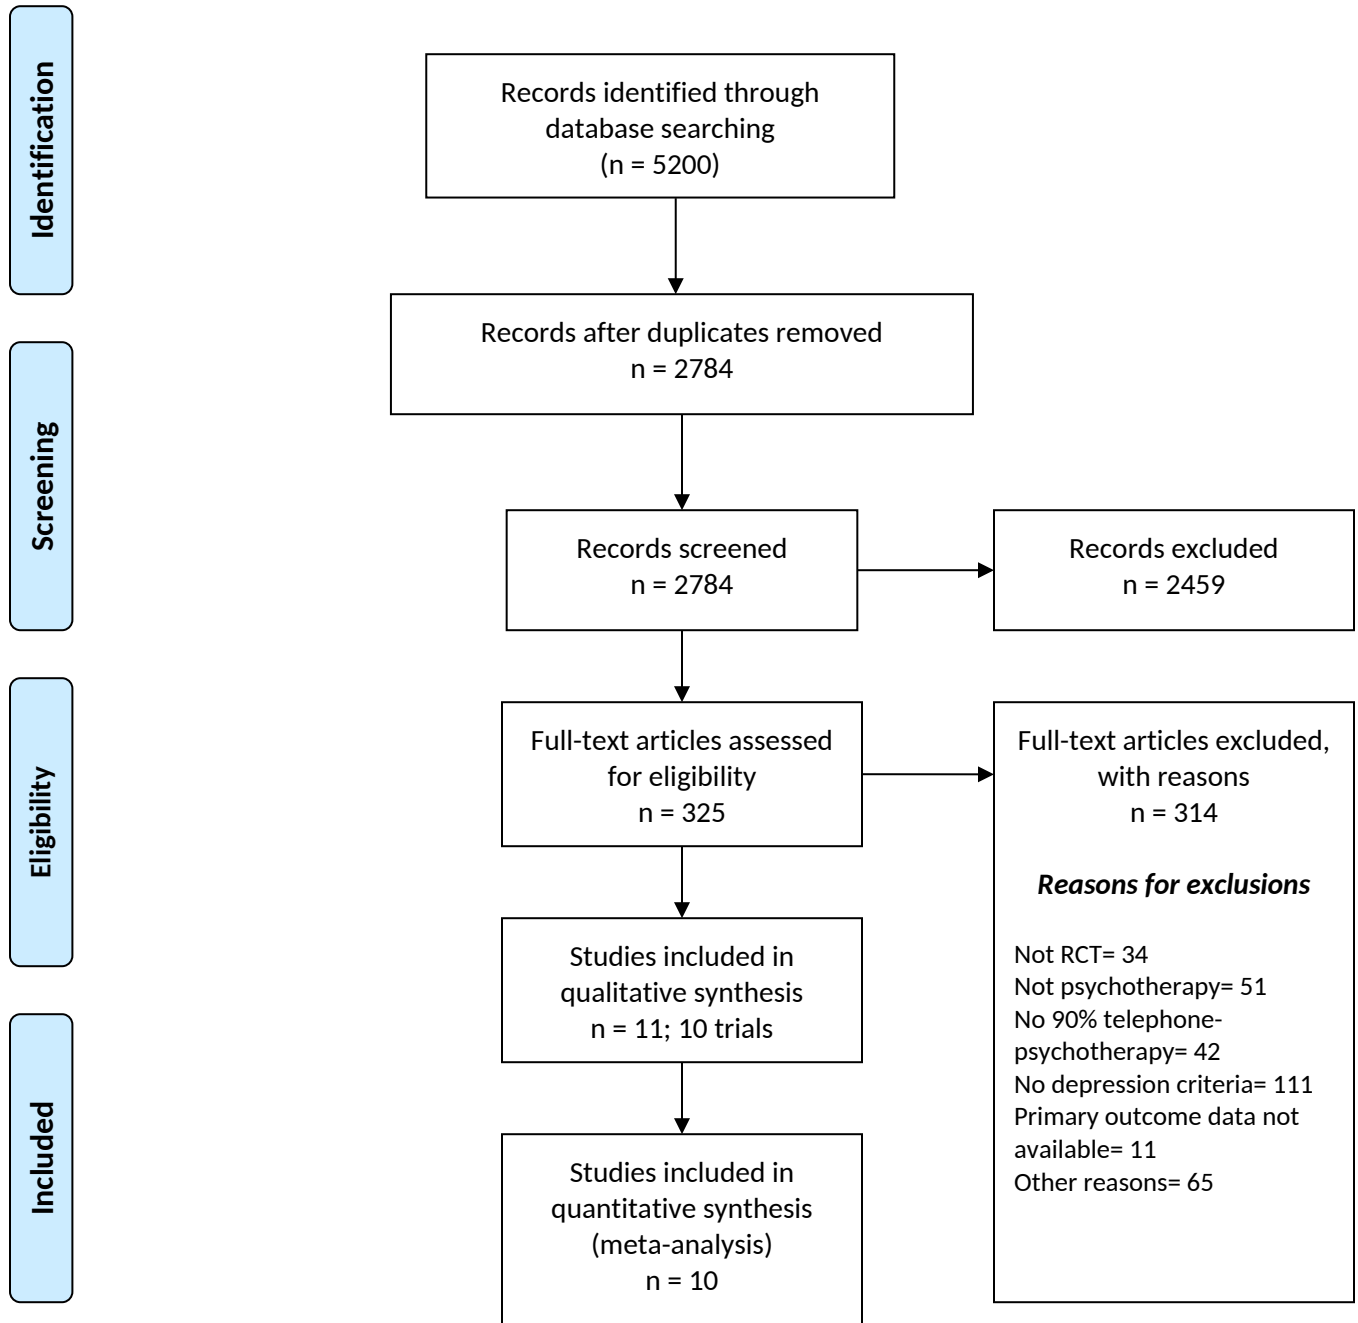 Identification
Records identified through
database searching
(n = 5200)
Records after duplicates removed
n = 2784
Screening
Records screened
n = 2784
Records excluded
n = 2459
Eligibility
Full-text articles assessed
for eligibility
n = 325
Full-text articles excluded,
with reasons
n = 314
Reasons for exclusions
Not RCT= 34
Not psychotherapy= 51
No 90% telephone-
psychotherapy= 42
No depression criteria= 111
Primary outcome data not
available= 11
Other reasons= 65
Studies included in
qualitative synthesis
n = 11; 10 trials
Included
Studies included in
quantitative synthesis
(meta-analysis)
n = 10